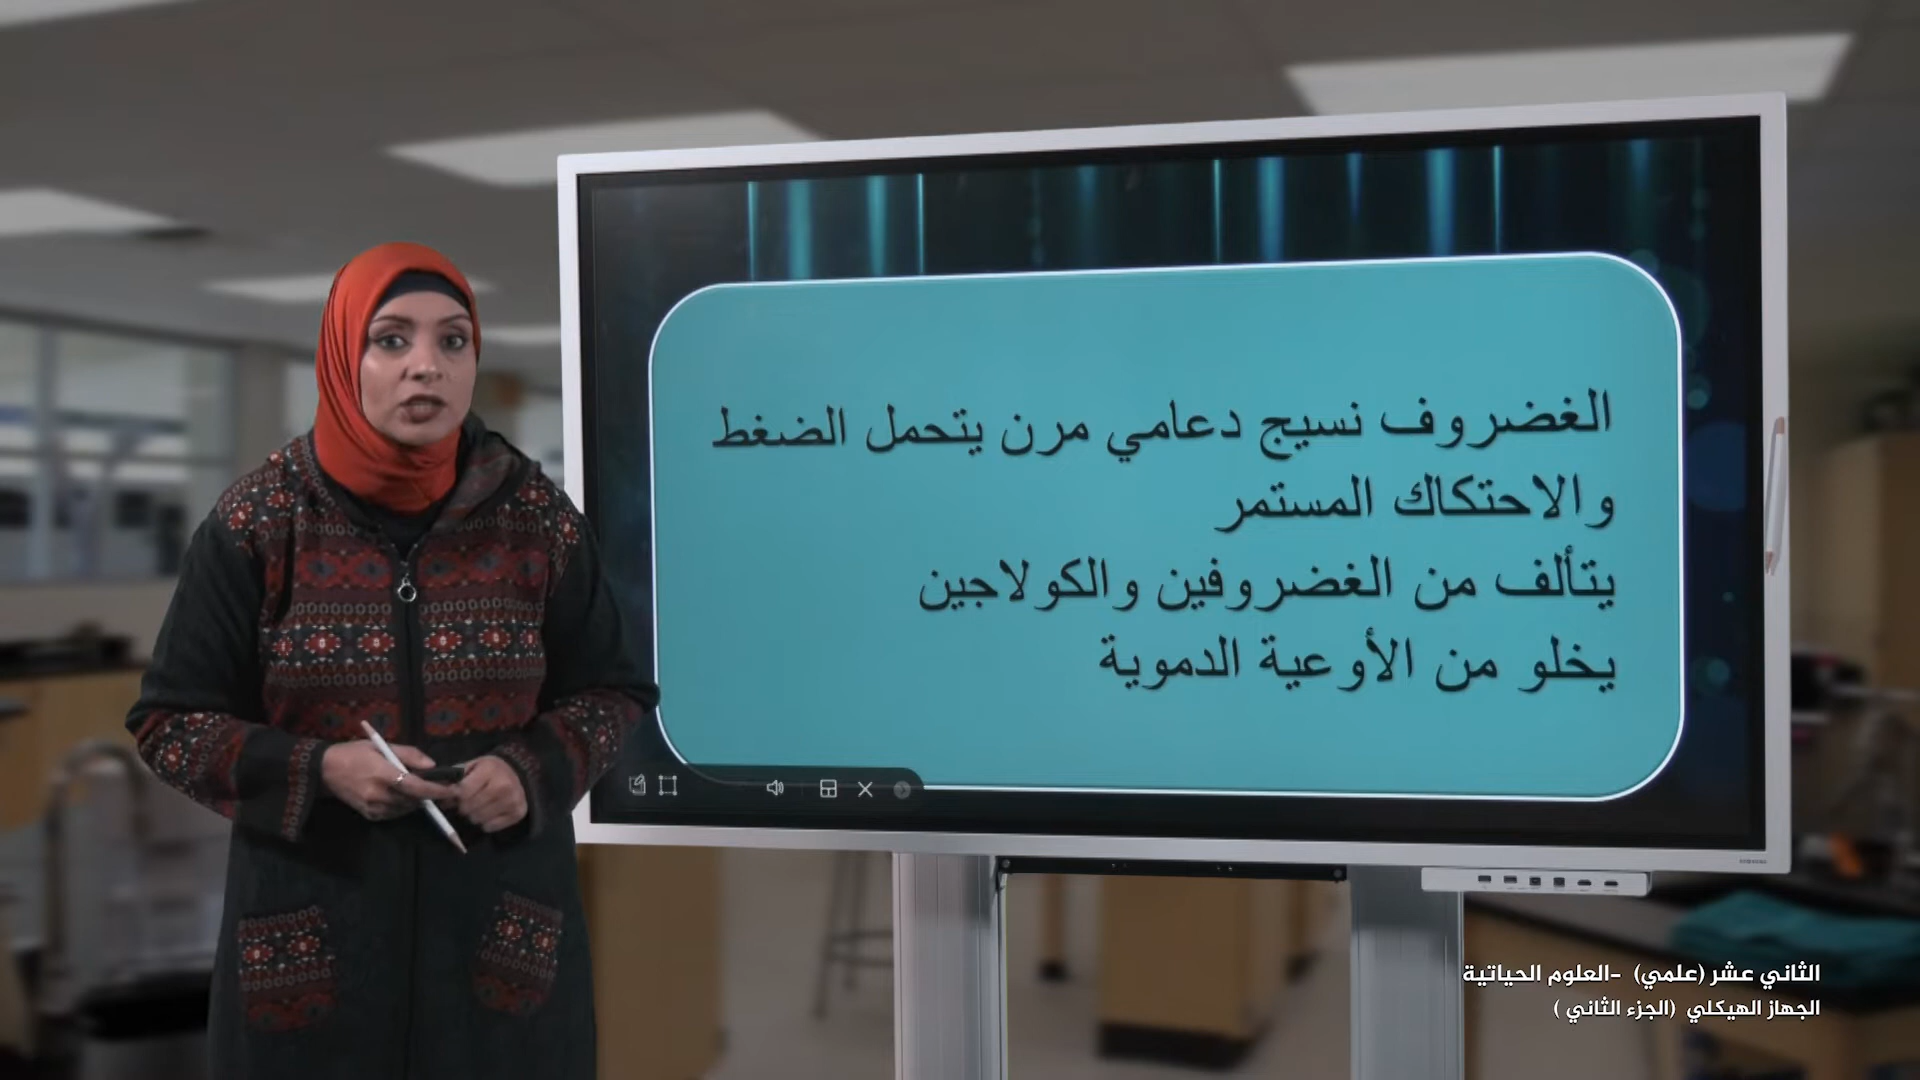 الغضروف نسيج دعامي مرن يتحمل الضغط
والاحتكاك المستمر
يتألف من الغضروفين والكولاجين
يخلو من الأوعية الدموية
الثاني عشر (علمي) -العلوم الحياتية
الجهاز الهيكلي (الجزء الثاني )